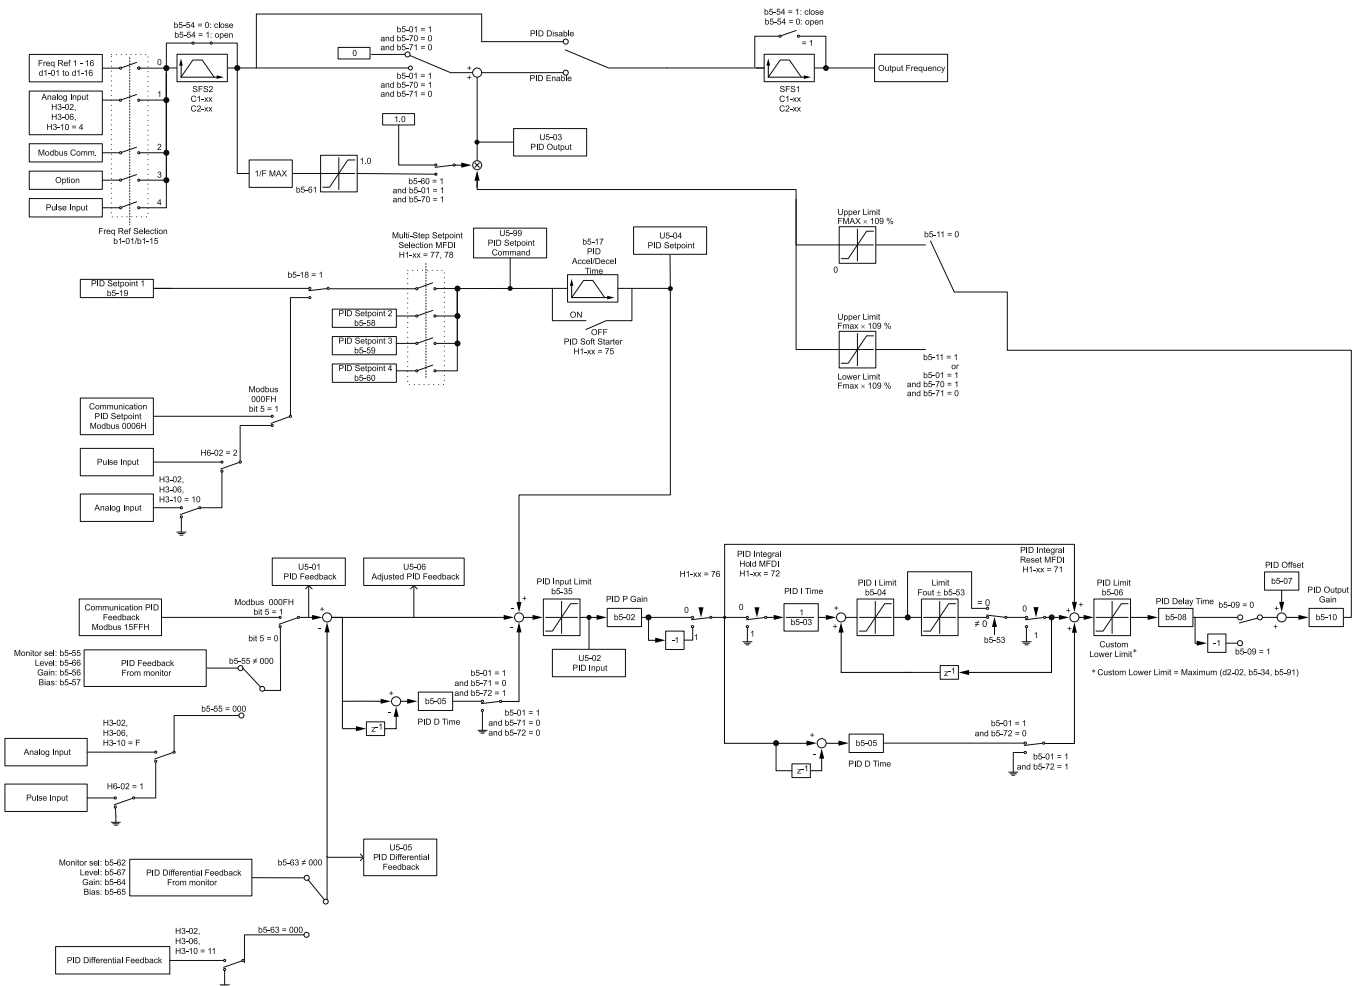 b5-54 = 0: close
b5-54 = 1: open
Freq Ref 1 - 16
d1-01 to d1-16
0
SFS2
C1-xx
C2-xx
Analog Input
H3-02,
H3-06,
H3-10 = 4
1
Modbus Comm.
2
Option
3
Pulse Input
4
Freq Ref Selection
b1-01/b1-15
0
b5-01 = 1
and b5-70 = 0
and b5-71 = 0
b5-01 = 1
and b5-70 = 1
and b5-71 = 0
+
+
PID Disable
PID Enable
b5-54 = 1: close
b5-54 = 0: open
= 1
SFS1
C1-xx
C2-xx
Output Frequency
1.0
U5-03
PID Output
1/F MAX
b5-61
1.0
b5-60 = 1
and b5-01 = 1
and b5-70 = 1
Upper Limit
FMAX × 109 %
0
b5-11 = 0
Upper Limit
Fmax × 109 %
Lower Limit
Fmax × 109 %
b5-11 = 1
or
b5-01 = 1
and b5-70 = 1
and b5-71 = 0
PID Setpoint 1
b5-19
b5-18 = 1
Multi-Step Setpoint
Selection MFDI
H1-xx = 77, 78
PID Setpoint 2
b5-58
PID Setpoint 3
b5-59
PID Setpoint 4
b5-60
U5-99
PID Setpoint
Command
b5-17
PID
Accel/Decel
Time
ON
OFF
PID Soft Starter
H1-xx = 75
U5-04
PID Setpoint
Modbus
000FH
bit 5 = 1
Communication
PID Setpoint
Modbus 0006H
Pulse Input
H6-02 = 2
H3-02,
H3-06,
H3-10 = 10
Analog Input
U5-01
PID Feedback
U5-06
Adjusted PID Feedback
Communication PID
Feedback
Modbus 15FFH
Modbus 000FH
bit 5 = 1
bit 5 = 0
+
-
Monitor sel: b5-55
Level: b5-66
Gain: b5-56
Bias: b5-57
PID Feedback
From monitor
b5-55 ≠ 000
b5-55 = 000
H3-02,
H3-06,
H3-10 = F
Analog Input
Pulse Input
H6-02 = 1
+
-
z-1
b5-05
PID D Time
b5-01 = 1
and b5-71 = 0
and b5-72 = 1
b5-01 = 1
and b5-71 = 0
and b5-72 = 0
+
-
-
PID Input Limit
b5-35
U5-02
PID Input
PID P Gain
b5-02
-1
H1-xx = 76
0
1
PID Integral
Hold MFDI
H1-xx = 72
0
1
PID I Time
1
b5-03
+
+
PID I Limit
b5-04
Limit
Fout ± b5-53
= 0
≠ 0
b5-53
z-1
PID Integral
Reset MFDI
H1-xx = 71
0
1
+
+
+
PID Limit
b5-06
Custom
Lower Limit*
PID Delay Time
b5-08
b5-09 = 0
-1
b5-09 = 1
PID Offset
b5-07
+
+
PID Output
Gain
b5-10
* Custom Lower Limit = Maximum (d2-02, b5-34, b5-91)
z-1
+
-
b5-05
PID D Time
b5-01 = 1
and b5-72 = 0
b5-01 = 1
and b5-72 = 1
U5-05
PID Differential
Feedback
Monitor sel: b5-62
Level: b5-67
Gain: b5-64
Bias: b5-65
PID Differential Feedback
From monitor
b5-63 ≠ 000
b5-63 = 000
H3-02,
H3-06,
H3-10 = 11
PID Differential Feedback